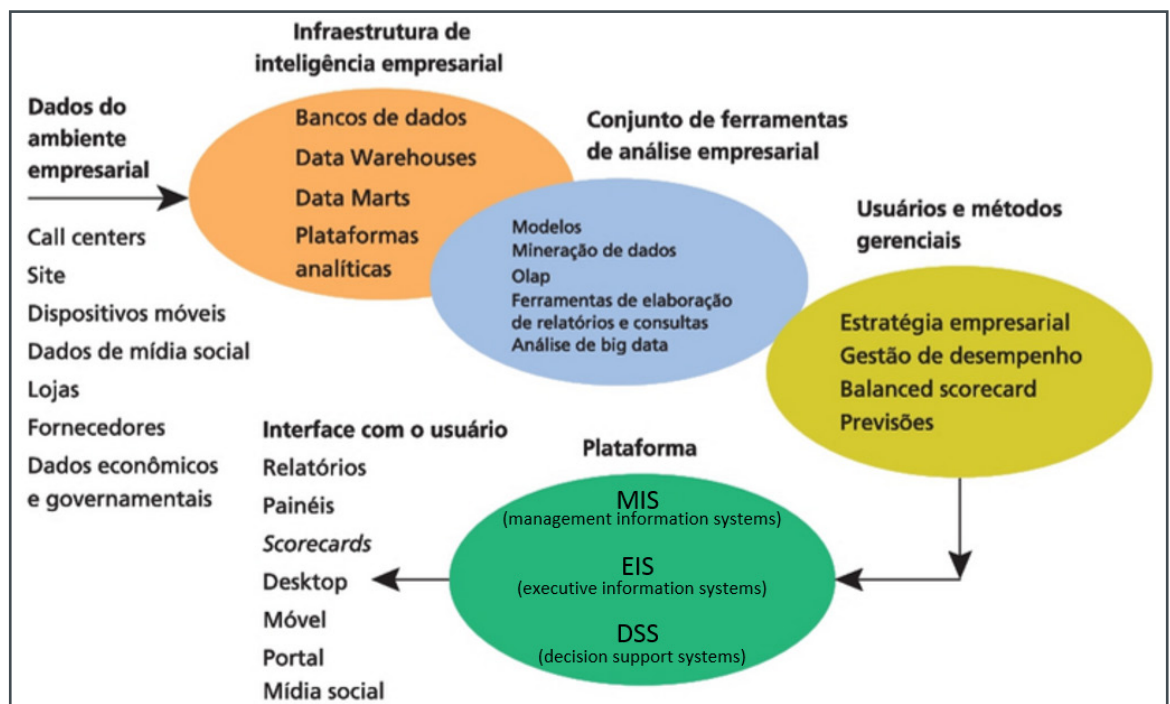 Infraestrutura de
inteligência empresarial
Dados do
ambiente
empresarial
Bancos de dados
Data Warehouses
Data Marts
Plataformas
analíticas
Conjunto de ferramentas
de análise empresarial
Modelos
Mineração de dados
Olap
Ferramentas de elaboração
de relatórios e consultas
Análise de big data
Usuários e métodos
gerenciais
Estratégia empresarial
Gestão de desempenho
Balanced scorecard
Previsões
Call centers
Site
Dispositivos móveis
Dados de mídia social
Lojas
Fornecedores
Dados econômicos
e governamentais
Interface com o usuário
Relatórios
Painéis
Scorecards
Desktop
Móvel
Portal
Mídia social
Plataforma
MIS
(management information systems)
EIS
(executive information systems)
DSS
(decision support systems)